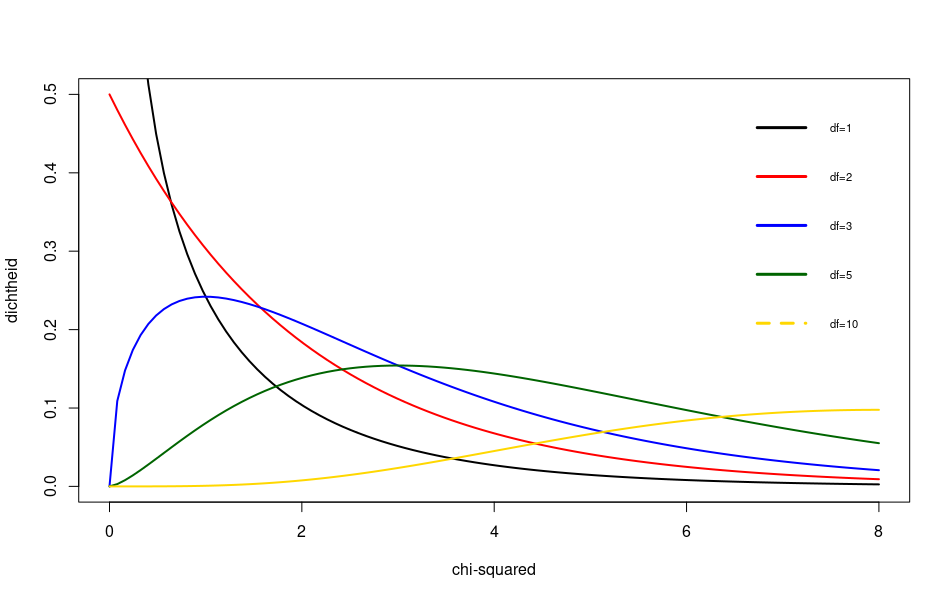 dichtheid
0.5
0.4
0.3
0.2
0.1
0.0
df=1
df=2
df=3
df=5
df=10
0 2 4 6 8
chi-squared